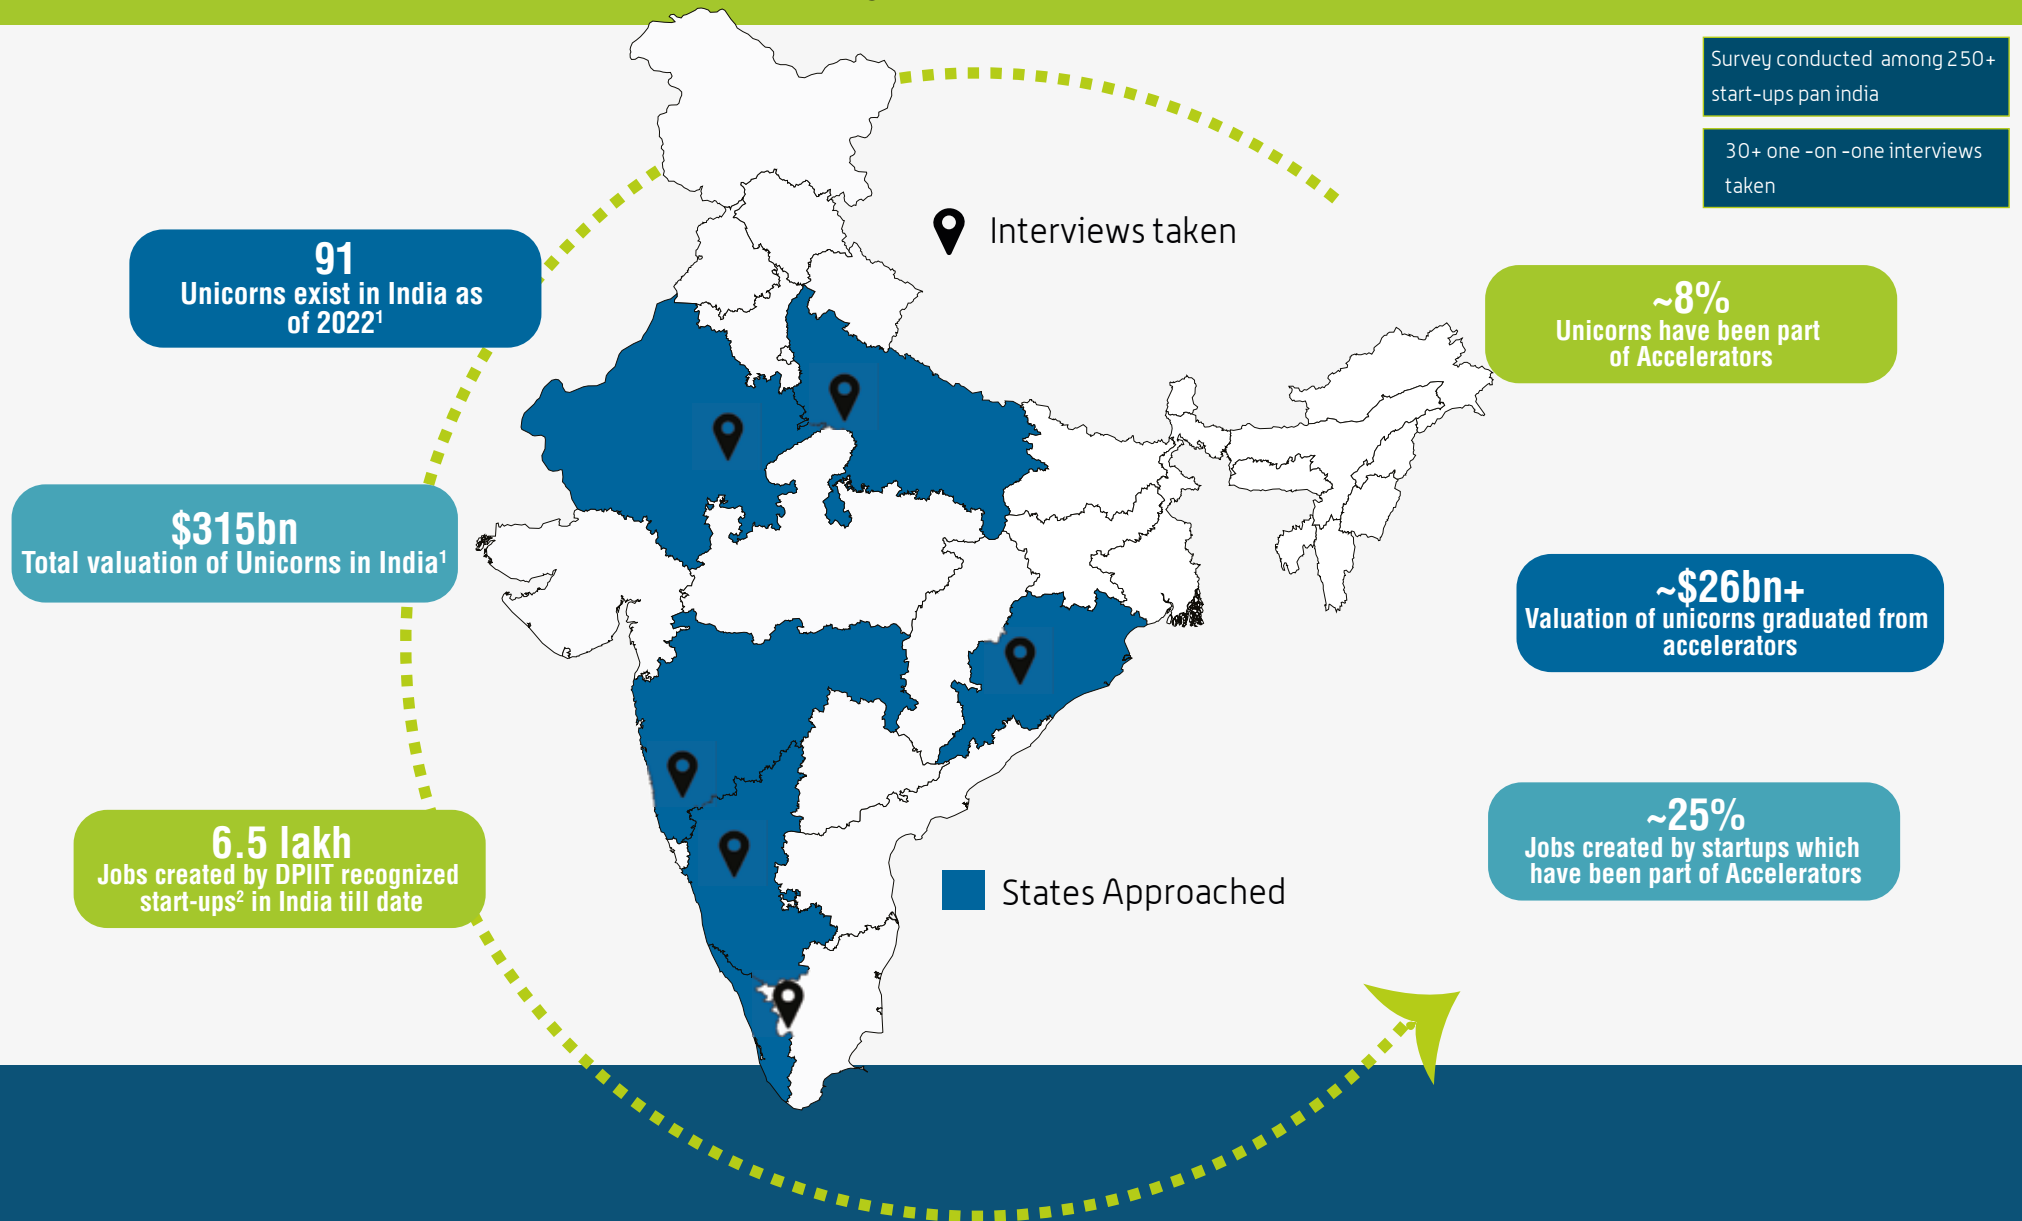 Survey conducted among 250+
start-ups pan india
30+ one -on -one interviews
taken
Interviews taken
91
Unicorns exist in India as
of 2022¹
~8%
Unicorns have been part
of Accelerators
$315bn
Total valuation of Unicorns in India¹
~$26bn+
Valuation of unicorns graduated from
accelerators
6.5 lakh
Jobs created by DPIIT recognized
start-ups² in India till date
~25%
Jobs created by startups which
have been part of Accelerators
States Approached